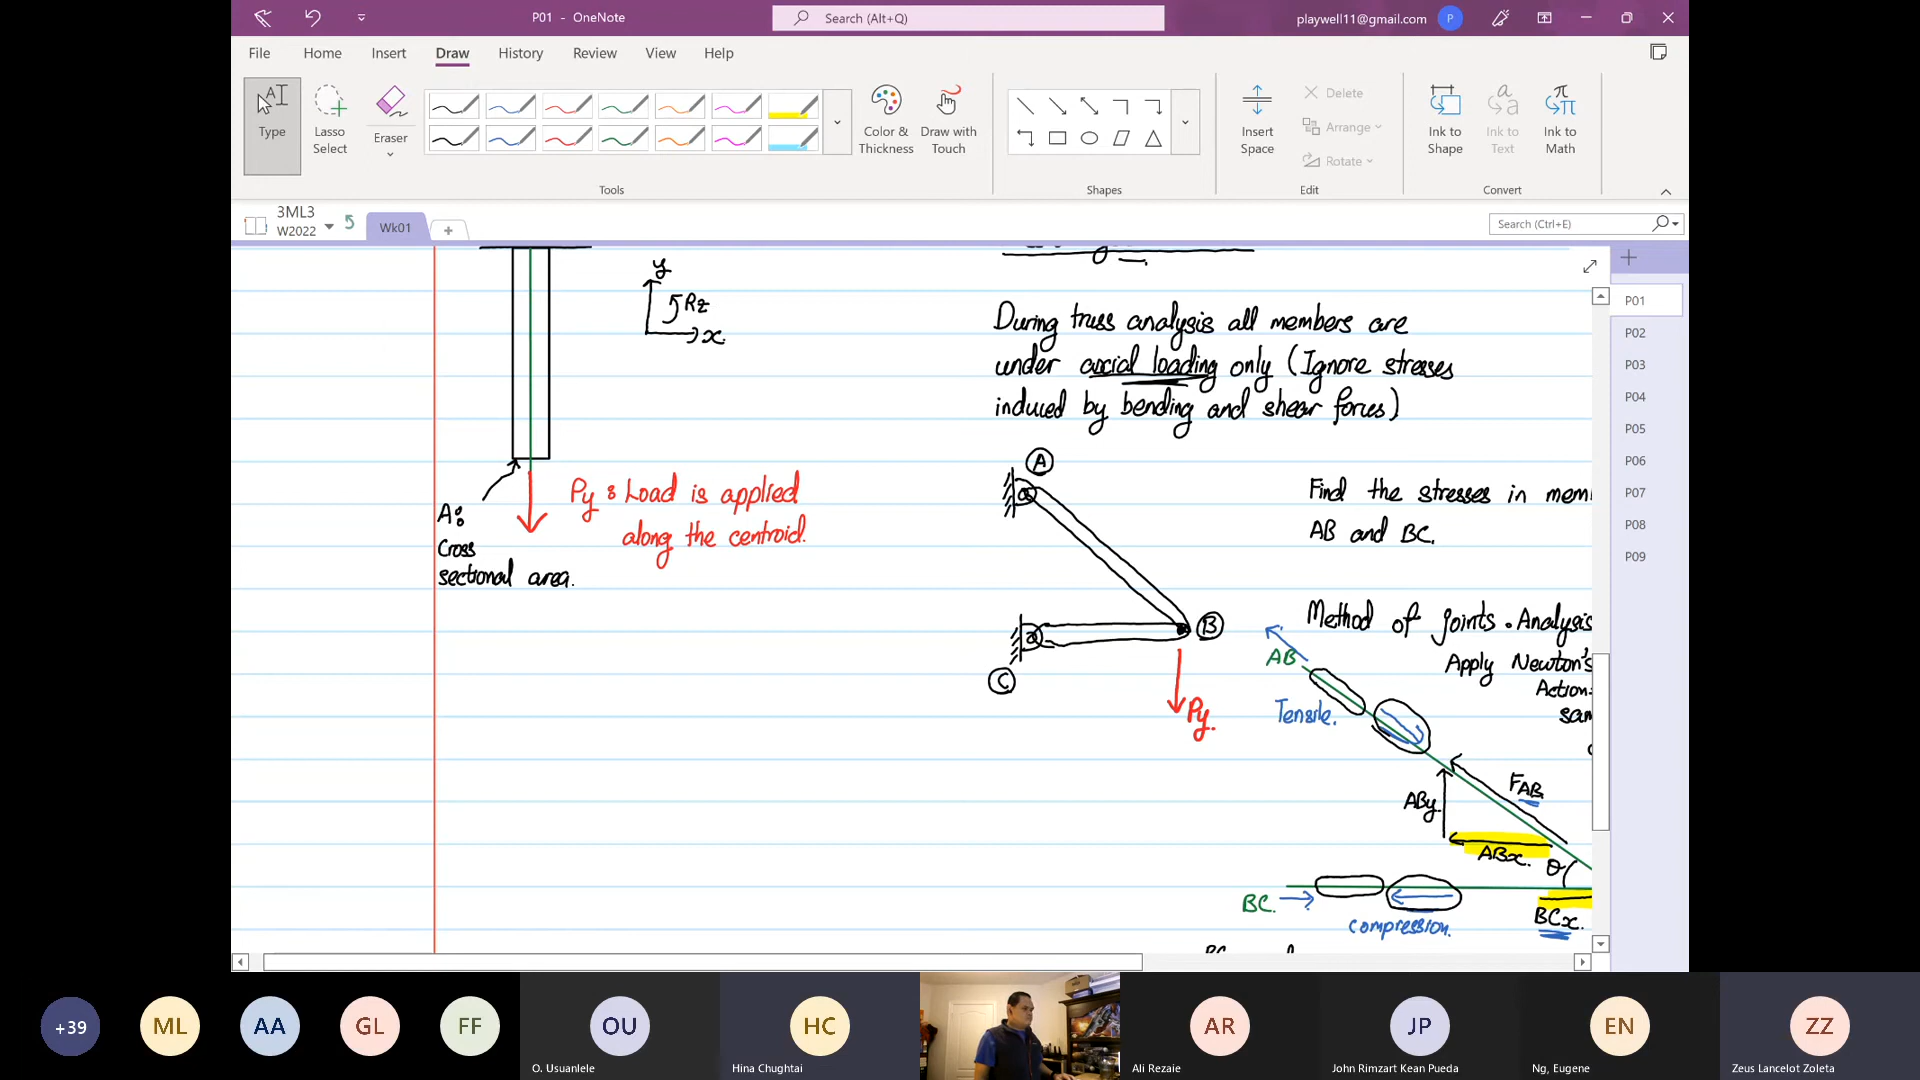 P01 - OneNote
Search (Alt+Q)
playwell11@gmail.com
P
File
Home
Insert
Draw
History
Review
View
Help
Type
Lasso
Select
Eraser
Color &
Thickness
Draw with
Touch
Insert
Space
Delete
Arrange
Rotate
Ink to
Shape
Ink to
Text
Ink to
Math
Tools
Shapes
Edit
Convert
3ML3
W2022
Wk01
Search (Ctrl+E)
P01
P02
P03
P04
P05
P06
P07
P08
P09
y
Rz
x
A:
Cross
sectional area.
Py : Load is applied
along the centroid.
During truss analysis all members are
under axial loading only (Ignore stresses
induced by bending and shear forces)
A
B
C
Py.
Find the stresses in mem
AB and BC.
Method of joints. Analysis
Apply Newton's
Action
AB
Tensile.
FAB
ABy
ABx.
θ
BC.
compression.
BCx.
+39
ML
AA
GL
FF
OU
HC
AR
JP
EN
ZZ
O. Usuanlele
Hina Chughtai
Ali Rezaie
John Rimzart Kean Pueda
Ng, Eugene
Zeus Lancelot Zoleta